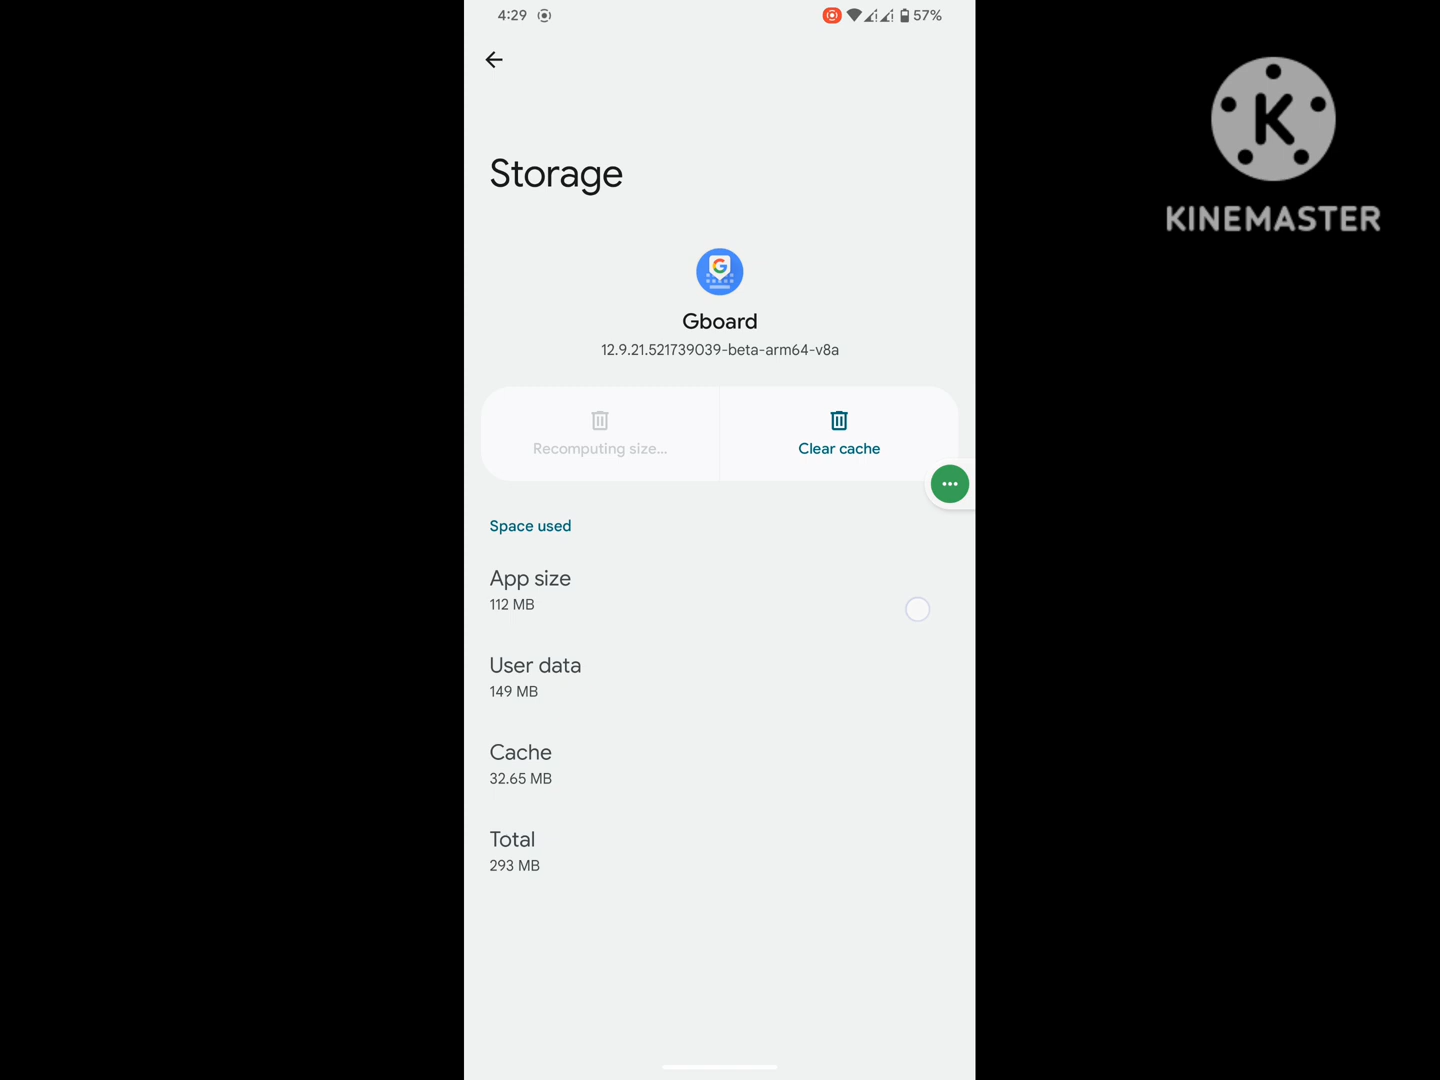 4:29
57%
K
KINEMASTER
Storage
G
Gboard
12.9.21.521739039-beta-arm64-v8a
Recomputing size...
Clear cache
Space used
App size
112 MB
User data
149 MB
Cache
32.65 MB
Total
293 MB